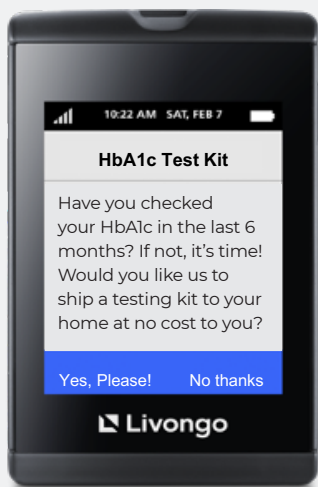 10:22 AM SAT, FEB 7
HbA1c Test Kit
Have you checked
your HbA1c in the last 6
months? If not, it's time!
Would you like us to
ship a testing kit to your
home at no cost to you?
Yes, Please! No thanks
Livongo